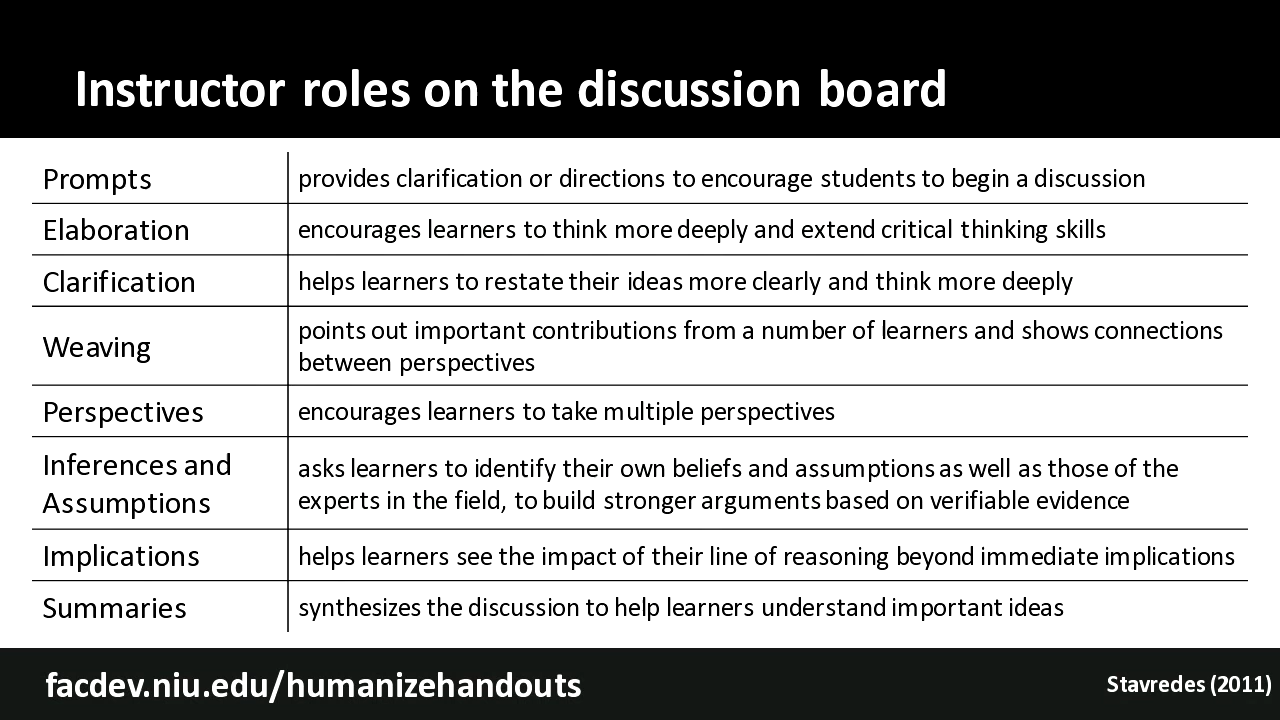 Instructor roles on the discussion board
Prompts
provides clarification or directions to encourage students to begin a discussion
Elaboration
encourages learners to think more deeply and extend critical thinking skills
Clarification
helps learners to restate their ideas more clearly and think more deeply
Weaving
points out important contributions from a number of learners and shows connections
between perspectives
Perspectives
encourages learners to take multiple perspectives
Inferences and
Assumptions
asks learners to identify their own beliefs and assumptions as well as those of the
experts in the field, to build stronger arguments based on verifiable evidence
Implications
helps learners see the impact of their line of reasoning beyond immediate implications
Summaries
synthesizes the discussion to help learners understand important ideas
facdev.niu.edu/humanizehandouts
Stavredes (2011)